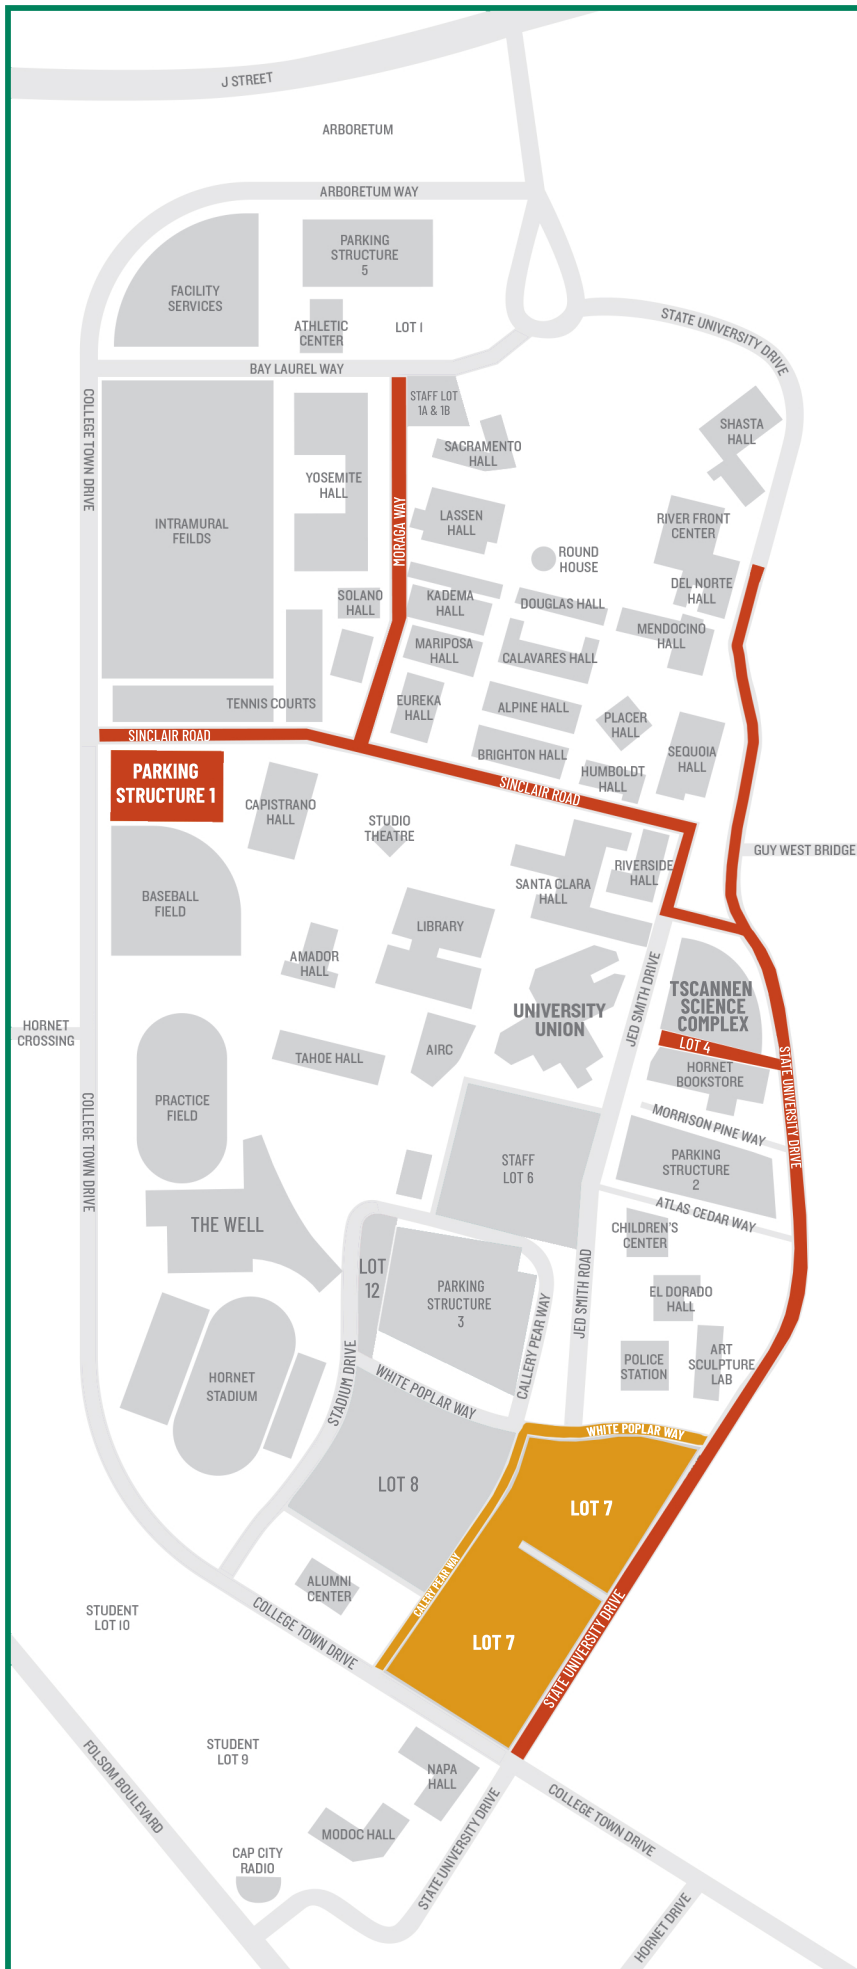 J STREET
ARBORETUM
ARBORETUM WAY
PARKING
STRUCTURE
5
FACILITY
SERVICES
ATHLETIC
CENTER
LOT 1
STATE UNIVERSITY DRIVE
BAY LAUREL WAY
COLLEGE TOWN DRIVE
STAFF LOT
1A & 1B
SHASTA
HALL
SACRAMENTO
HALL
YOSEMITE
HALL
MORAGA WAY
LASSEN
HALL
RIVER FRONT
CENTER
INTRAMURAL
FEILDS
ROUND
HOUSE
DEL NORTE
HALL
SOLANO
HALL
KADEMA
HALL
DOUGLAS HALL
MENDOCINO
HALL
MARIPOSA
HALL
CALAVARES HALL
TENNIS COURTS
EUREKA
HALL
ALPINE HALL
PLACER
HALL
SINCLAIR ROAD
BRIGHTON HALL
SEQUOIA
HALL
PARKING
STRUCTURE 1
HUMBOLDT
HALL
SINCLAIR ROAD
CAPISTRANO
HALL
STUDIO
THEATRE
GUY WEST BRIDGE
RIVERSIDE
HALL
SANTA CLARA
HALL
BASEBALL
FIELD
LIBRARY
AMADOR
HALL
JED SMITH DRIVE
TSCANNEN
SCIENCE
COMPLEX
UNIVERSITY
UNION
HORNET
CROSSING
LOT 4
TAHOE HALL
AIRC
HORNET
BOOKSTORE
STATE UNIVERSITY DRIVE
PRACTICE
FIELD
COLLEGE TOWN DRIVE
MORRISON PINE WAY
STAFF
LOT 6
PARKING
STRUCTURE
2
ATLAS CEDAR WAY
THE WELL
CHILDREN'S
CENTER
LOT
12
PARKING
STRUCTURE
3
JED SMITH ROAD
EL DORADO
HALL
CALLERY PEAR WAY
POLICE
STATION
ART
SCULPTURE
LAB
STADIUM DRIVE
WHITE POPLAR WAY
HORNET
STADIUM
WHITE POPLAR WAY
LOT 8
LOT 7
CALERY PEAR WAY
ALUMNI
CENTER
COLLEGE TOWN DRIVE
STUDENT
LOT 10
LOT 7
STATE UNIVERSITY DRIVE
STUDENT
LOT 9
FOLSOM BOULEVARD
NAPA
HALL
MODOC HALL
STATE UNIVERSITY DRIVE
COLLEGE TOWN DRIVE
CAP CITY
RADIO
HORNET DRIVE